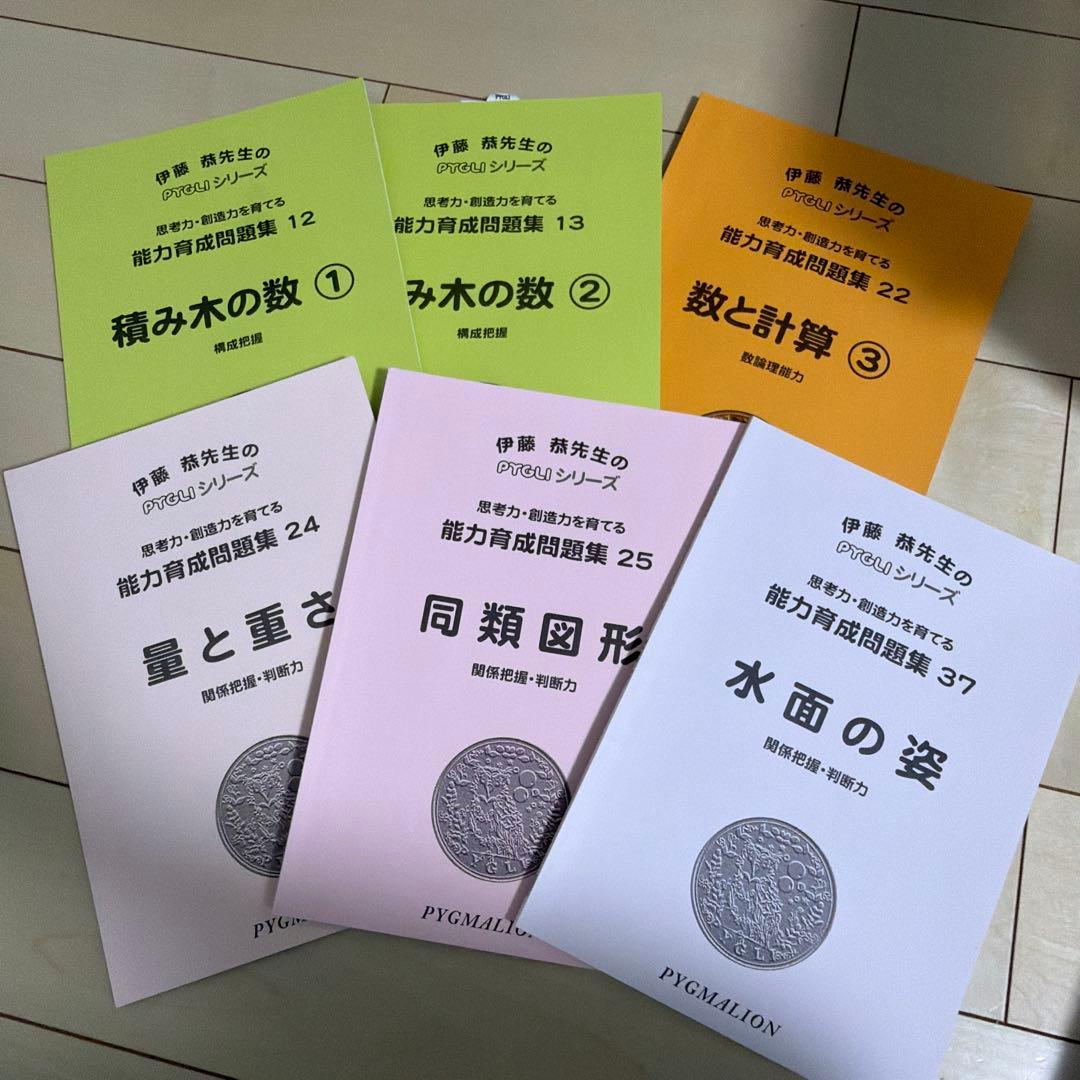 伊藤 恭先生の
PYGLIシリーズ
思考力・創造力を育てる
能力育成問題集 12
積み木の数 ①
構成把握
伊藤 恭先生の
PYGLIシリーズ
思考力・創造力を育てる
能力育成問題集 13
み木の数 ②
構成把握
伊藤 恭先生の
PYGLIシリーズ
思考力・創造力を育てる
能力育成問題集 22
数と計算 ③
数論理能力
伊藤 恭先生の
PYGLIシリーズ
思考力・創造力を育てる
能力育成問題集 24
量と重さ
関係把握・判断力
PYGMALION
伊藤 恭先生の
PYGLIシリーズ
思考力・創造力を育てる
能力育成問題集 25
同類図形
関係把握・判断力
PYGLI
PYGMALION
伊藤 恭先生の
PYGLIシリーズ
思考力・創造力を育てる
能力育成問題集 37
水面の姿
関係把握・判断力
PYGLI
PYGMALION